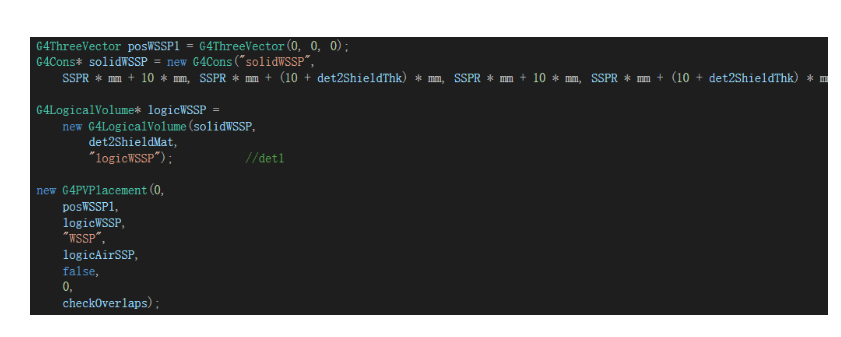 G4ThreeVector posWSSP1 = G4ThreeVector(0, 0, 0);
G4Cons* solidWSSP = new G4Cons("solidWSSP",
SSPR * mm + 10 * mm, SSPR * mm + (10 + det2ShieldThk) * mm, SSPR * mm + 10 * mm, SSPR * mm + (10 + det2ShieldThk) * m
G4LogicalVolume* logicWSSP =
new G4LogicalVolume(solidWSSP,
det2ShieldMat,
"logicWSSP"); //det1
new G4PVPlacement(0,
posWSSP1,
logicWSSP,
"WSSP",
logicAirSSP,
false,
0,
checkOverlaps);